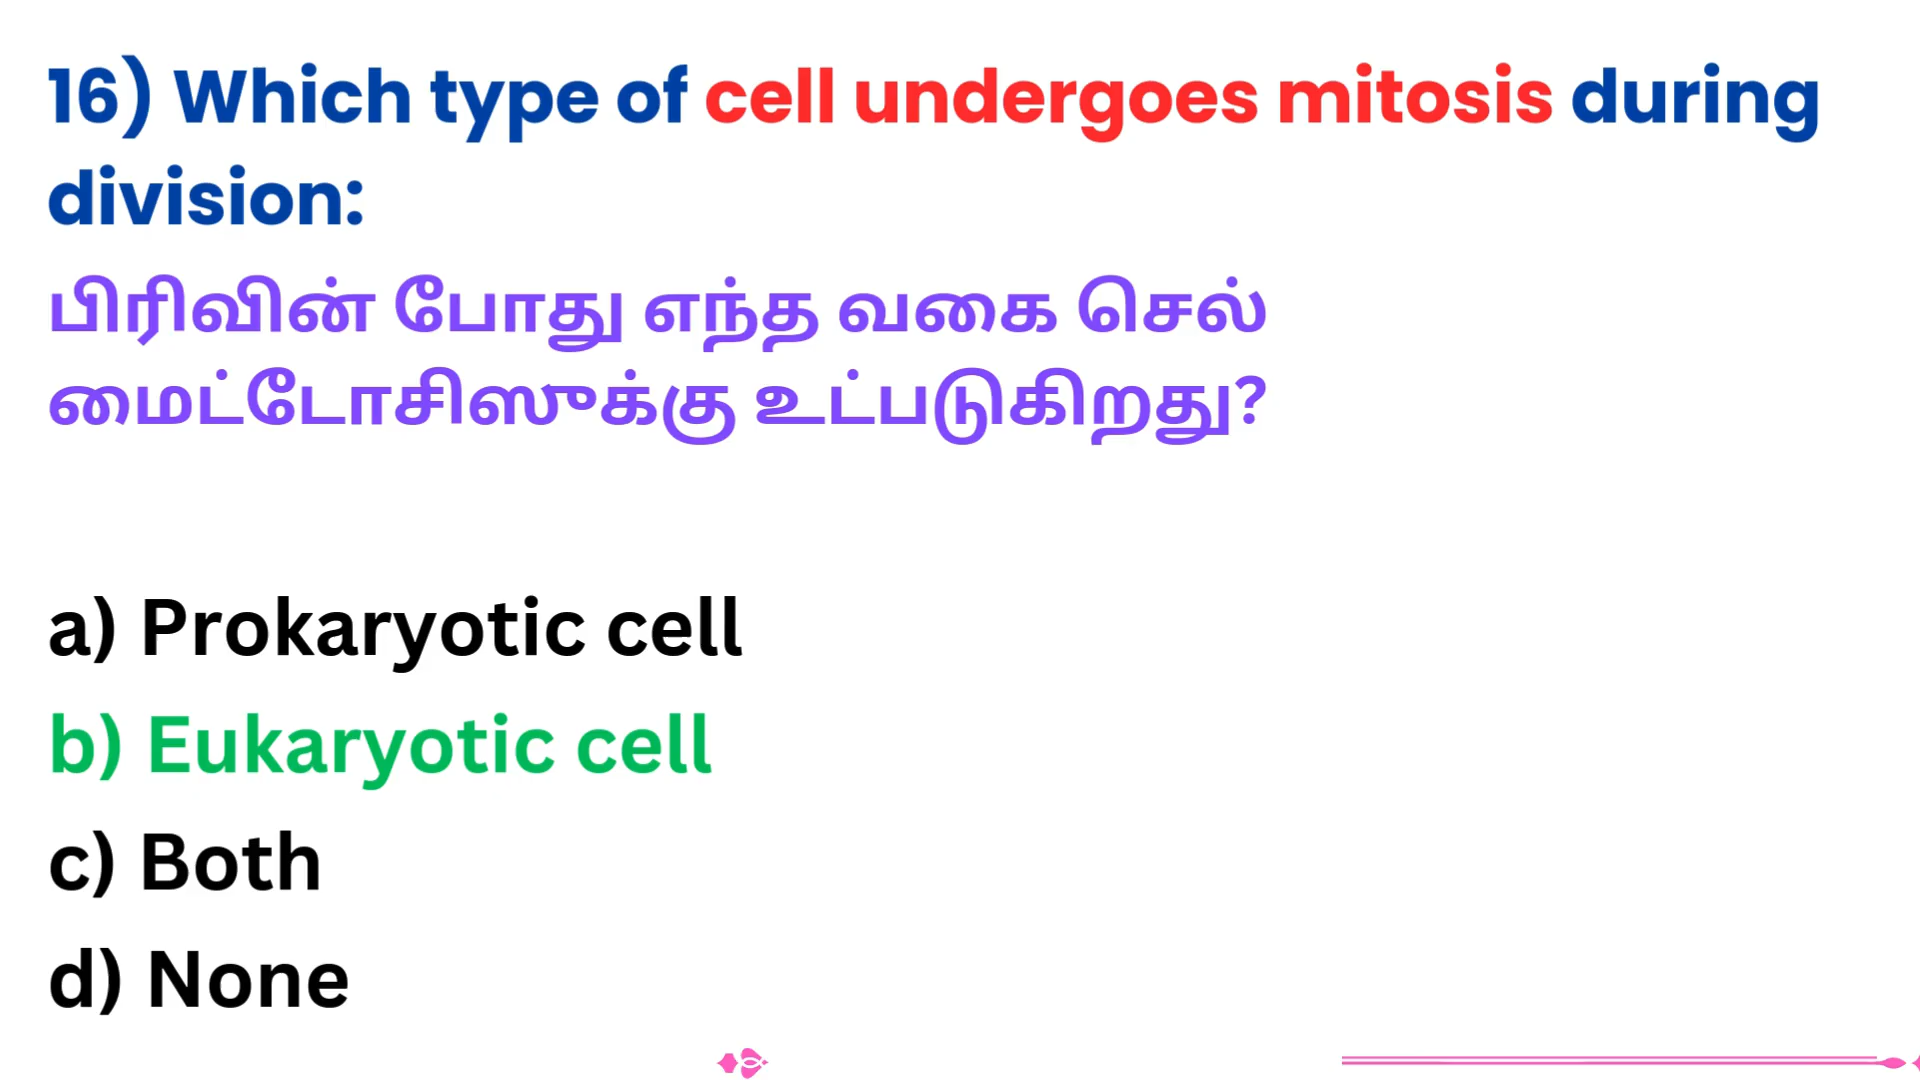 16) Which type of cell undergoes mitosis during
division:
பிரிவின் போது எந்த வகை செல்
மைட்டோசிஸுக்கு உட்படுகிறது?
a) Prokaryotic cell
b) Eukaryotic cell
c) Both
d) None